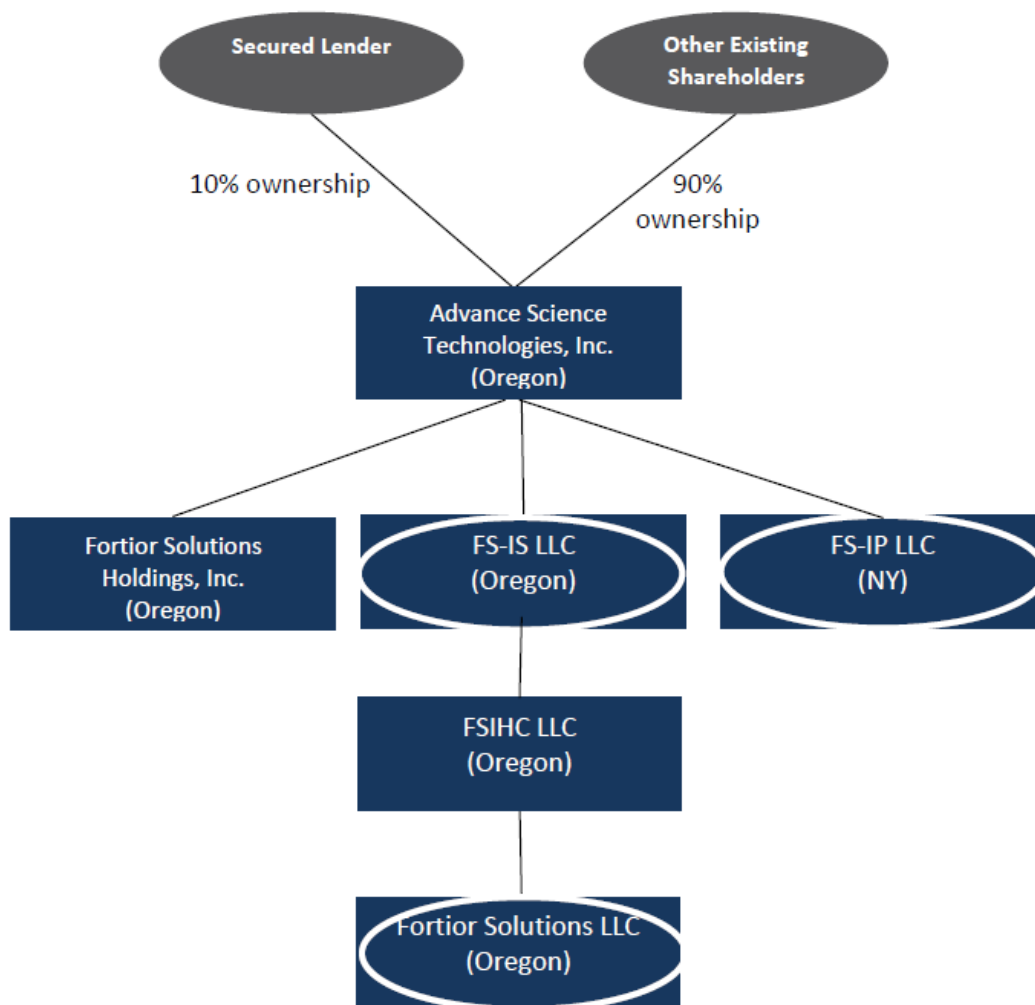 Secured Lender
Other Existing
Shareholders
10% ownership
90%
ownership
Advance Science
Technologies, Inc.
(Oregon)
Fortior Solutions
Holdings, Inc.
(Oregon)
FS-IS LLC
(Oregon)
FS-IP LLC
(NY)
FSIHC LLC
(Oregon)
Fortior Solutions LLC
(Oregon)